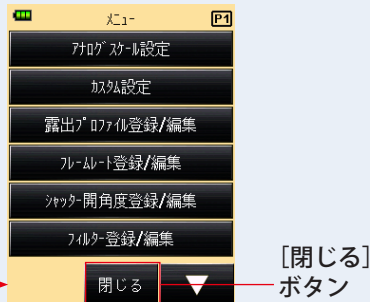 ﾒﾆｭｰ P1
ｱﾅﾛｸﾞｽｹｰﾙ設定
ｶｽﾀﾑ設定
露出ﾌﾟﾛﾌｧｲﾙ登録/編集
ﾌﾚｰﾑﾚｰﾄ登録/編集
ｼｬｯﾀｰ開角度登録/編集
ﾌｨﾙﾀｰ登録/編集
閉じる
[閉じる]
ボタン